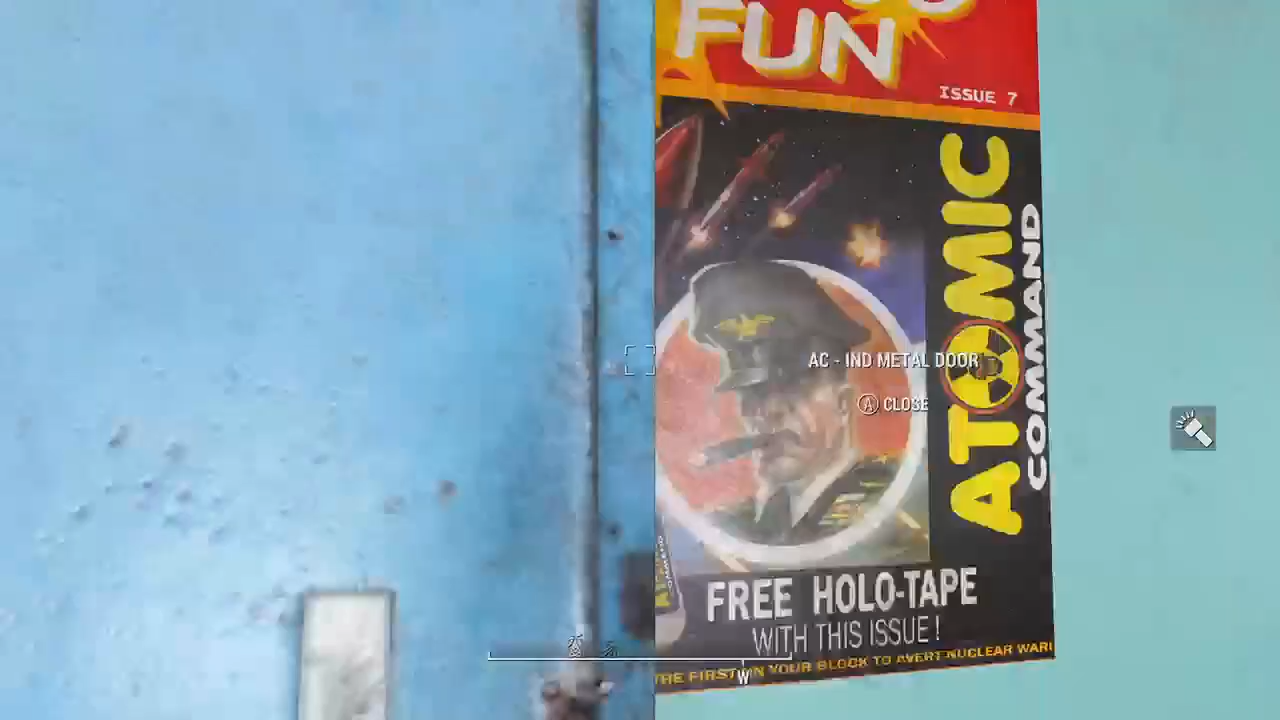 FUN
ISSUE 7
ATOMIC
COMMAND
AC - IND METAL DOOR
A CLOSE
FREE HOLO-TAPE
WITH THIS ISSUE !
THE FIRST ON YOUR BLOCK TO AVERT NUCLEAR WAR!
W